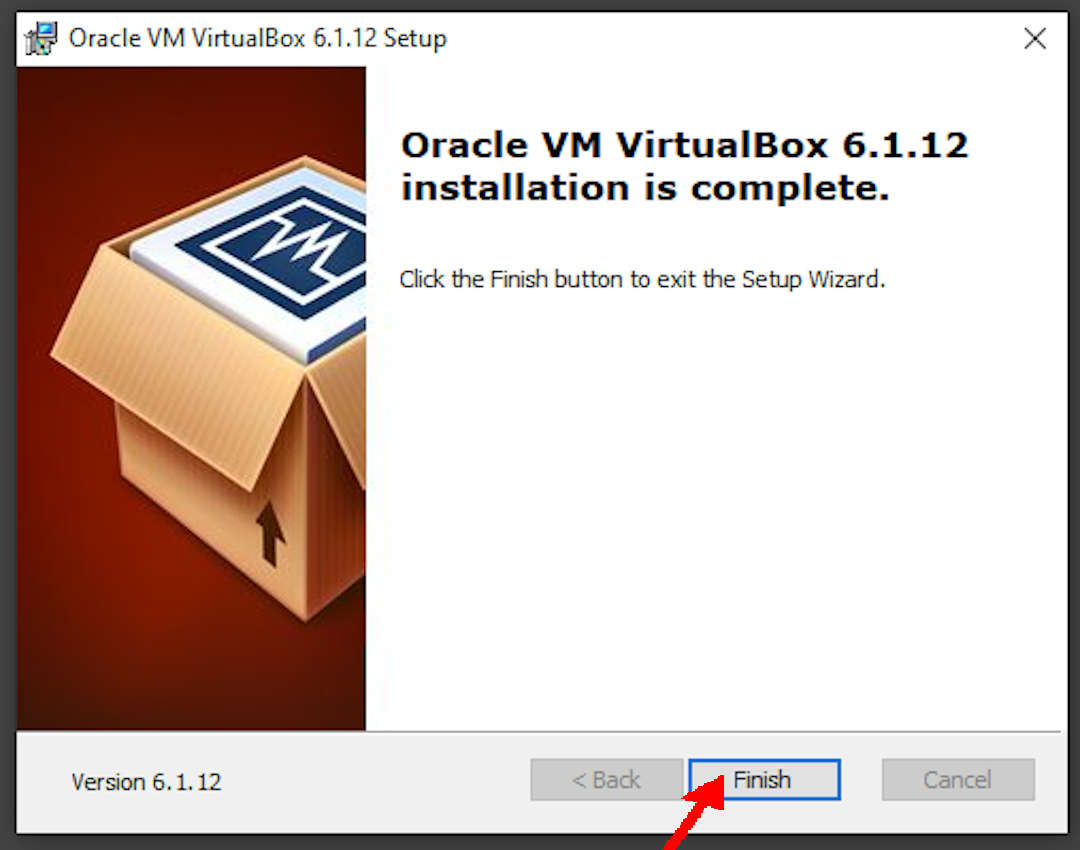 Oracle VM VirtualBox 6.1.12 Setup
Oracle VM VirtualBox 6.1.12
installation is complete.
Click the Finish button to exit the Setup Wizard.
Version 6.1.12
< Back
Finish
Cancel